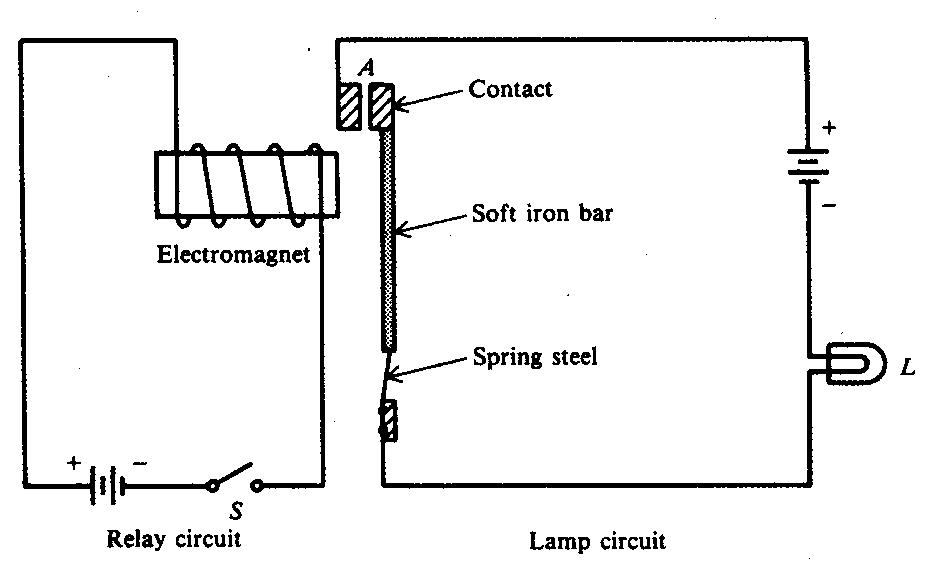 A
Contact
+
−
Soft iron bar
Electromagnet
Spring steel
L
+ −
S
Relay circuit
Lamp circuit